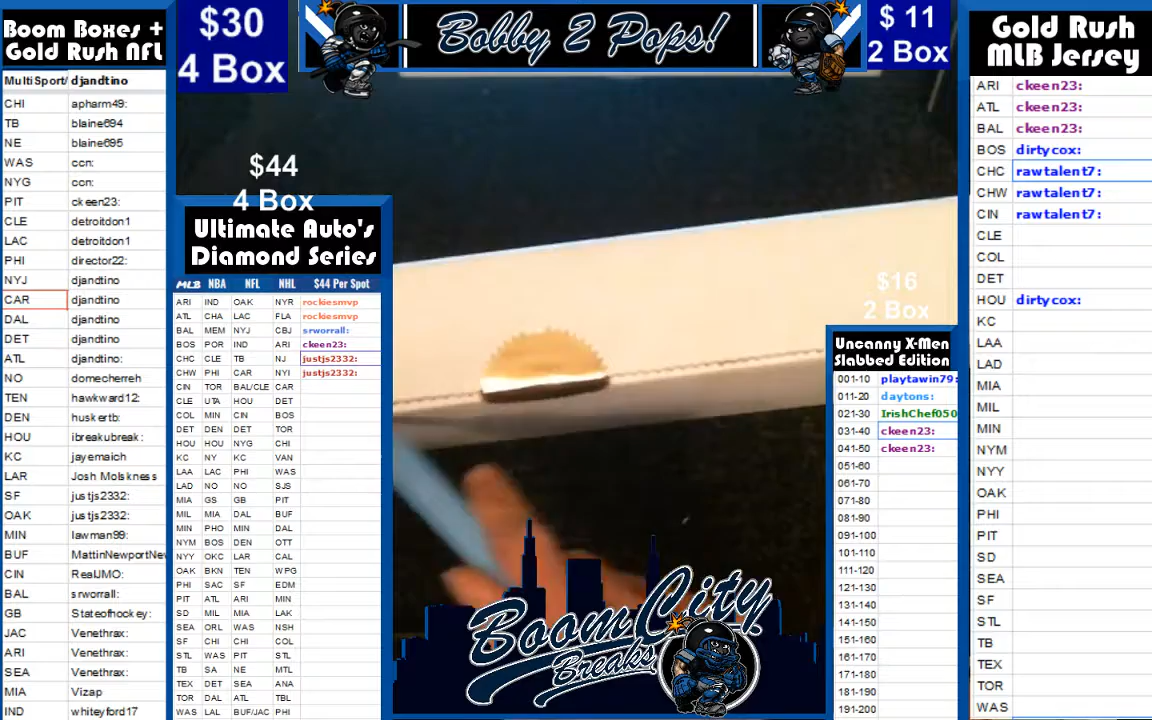 Boom Boxes +
Gold Rush NFL
MultiSport/ djandtino
CHI apharm49:
TB blaine694
NE blaine695
WAS ccn:
NYG ccn:
PIT ckeen23:
CLE detroitdon1
LAC detroitdon1
PHI director22:
NYJ djandtino
CAR djandtino
DAL djandtino
DET djandtino
ATL djandtino:
NO domecherreh
TEN hawkward12:
DEN huskertb:
HOU ibreakubreak:
KC jayemaich
LAR Josh Molskness
SF justjs2332:
OAK justjs2332:
MIN lawman99:
BUF MattinNewportNew
CIN RealJMO:
BAL srworrall:
GB Stateofhockey:
JAC Venethrax:
ARI Venethrax:
SEA Venethrax:
MIA Vizap
IND whiteyford17
$30
4 Box
Bobby 2 Pops!
$ 11
2 Box
$44
4 Box
Ultimate Auto's
Diamond Series
MLB NBA NFL NHL $44 Per Spot
ARI IND OAK NYR rockiesmvp
ATL CHA LAC FLA rockiesmvp
BAL MEM NYJ CBJ srworrall:
BOS POR IND ARI ckeen23:
CHC CLE TB NJ justjs2332:
CHW PHI CAR NYI justjs2332:
CIN TOR BAL/CLE CAR
CLE UTA HOU DET
COL MIN CIN BOS
DET DEN DET TOR
HOU HOU NYG CHI
KC NY KC VAN
LAA LAC PHI WAS
LAD NO NO SJS
MIA GS GB PIT
MIL MIA DAL BUF
MIN PHO MIN DAL
NYM BOS DEN OTT
NYY OKC LAR CAL
OAK BKN TEN WPG
PHI SAC SF EDM
PIT ATL ARI MIN
SD MIL MIA LAK
SEA ORL WAS NSH
SF CHI CHI COL
STL WAS PIT STL
TB SA NE MTL
TEX DET SEA ANA
TOR DAL ATL TBL
WAS LAL BUF/JAC PHI
$16
2 Box
Uncanny X-Men
Slabbed Edition
001-10 playtawin79:
011-20 daytons:
021-30 IrishChef050
031-40 ckeen23:
041-50 ckeen23:
051-60
061-70
071-80
081-90
091-100
101-110
111-120
121-130
131-140
141-150
151-160
161-170
171-180
181-190
191-200
Boom City
Breaks
Gold Rush
MLB Jersey
ARI ckeen23:
ATL ckeen23:
BAL ckeen23:
BOS dirtycox:
CHC rawtalent7:
CHW rawtalent7:
CIN rawtalent7:
CLE
COL
DET
HOU dirtycox:
KC
LAA
LAD
MIA
MIL
MIN
NYM
NYY
OAK
PHI
PIT
SD
SEA
SF
STL
TB
TEX
TOR
WAS